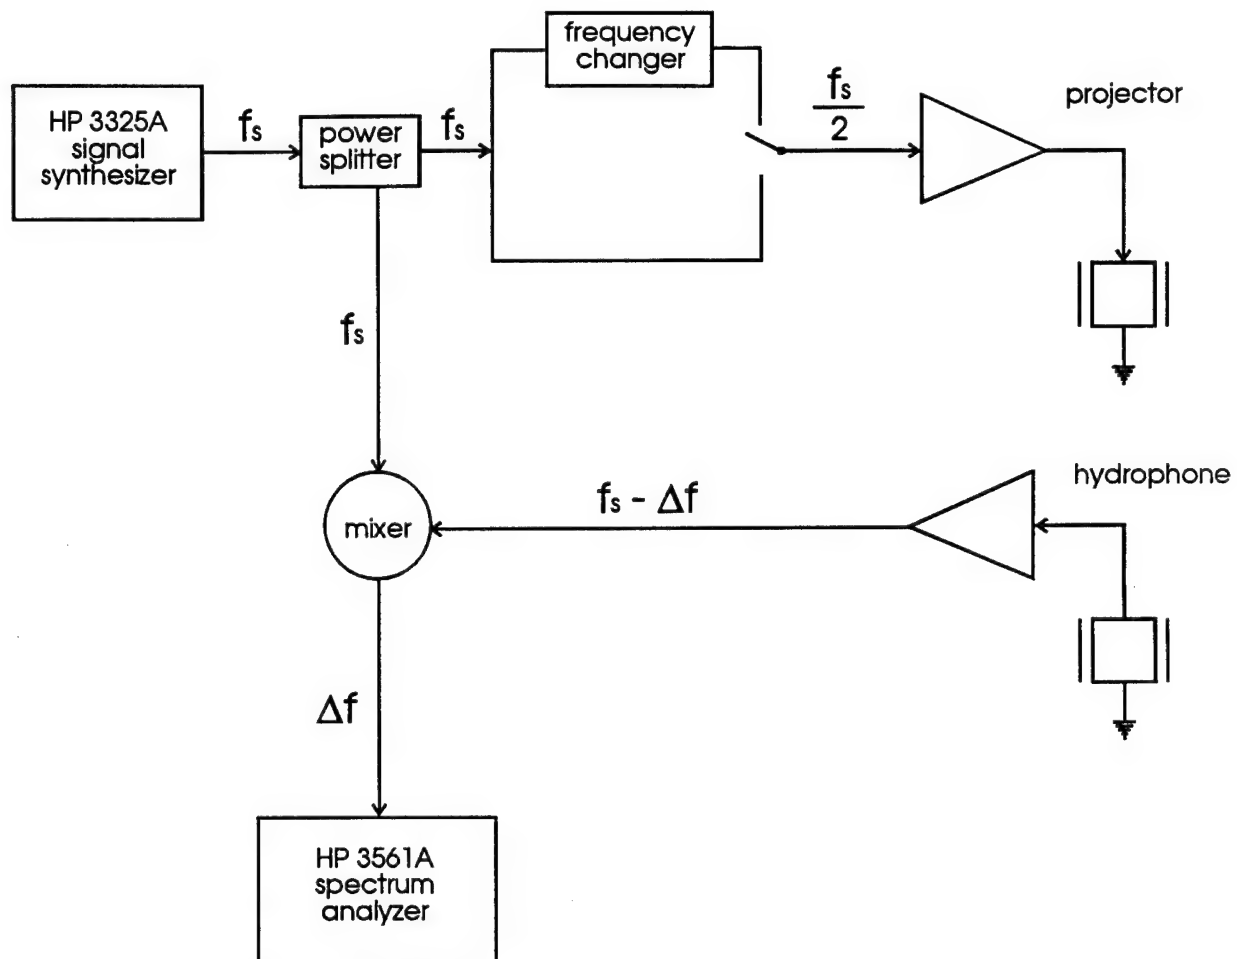 frequency
changer
HP 3325A
signal
synthesizer
fs
power
splitter
fs
fs
2
projector
fs
mixer
fs - Δf
hydrophone
Δf
HP 3561A
spectrum
analyzer